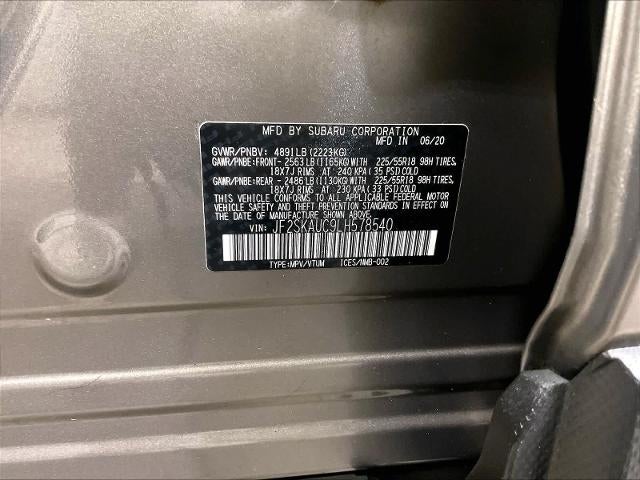 MFD BY SUBARU CORPORATION
MFD IN 06/20
GVWR/PNBV: 4891LB (2223KG)
GAWR/PNBE:FRONT- 2563LB(1165KG) WITH 225/55R18 98H TIRES,
18X7J RIMS AT 240 KPA(35 PSI)COLD
GAWR/PNBE:REAR - 2486LB(1130KG) WITH 225/55R18 98H TIRES,
18X7J RIMS AT 230 KPA(33 PSI)COLD
THIS VEHICLE CONFORMS TO ALL APPLICABLE FEDERAL MOTOR
VEHICLE SAFETY AND THEFT PREVENTION STANDARDS IN EFFECT
ON THE DATE OF MANUFACTURE SHOWN ABOVE.
VIN: JF2SKAUC9LH578540
TYPE:MPV/VTUM ICES/NMB-002